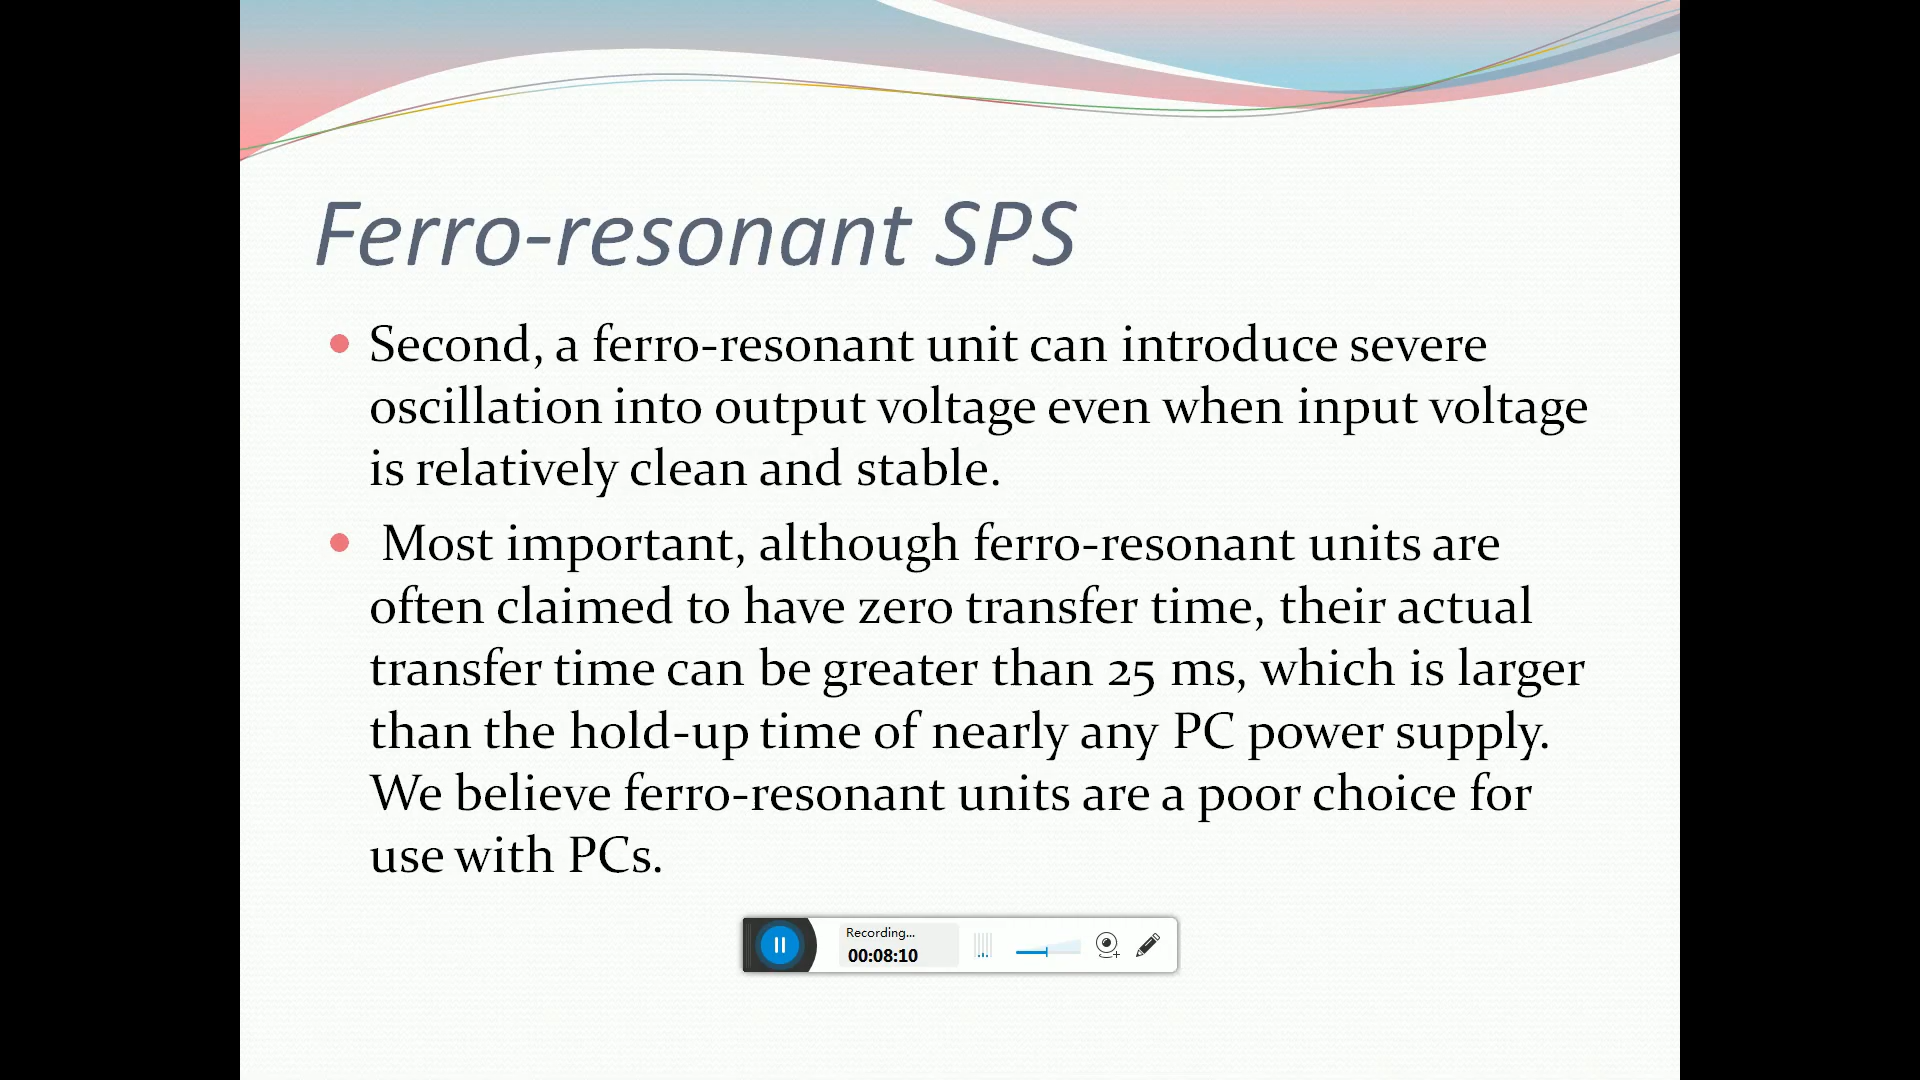 Ferro-resonant SPS
Second, a ferro-resonant unit can introduce severe
oscillation into output voltage even when input voltage
is relatively clean and stable.
Most important, although ferro-resonant units are
often claimed to have zero transfer time, their actual
transfer time can be greater than 25 ms, which is larger
than the hold-up time of nearly any PC power supply.
We believe ferro-resonant units are a poor choice for
use with PCs.
Recording...
00:08:10